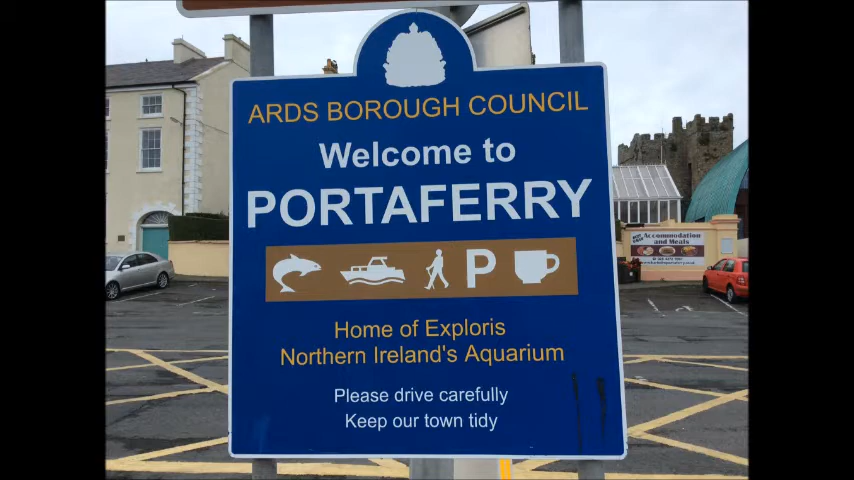 ARDS BOROUGH COUNCIL
Welcome to
PORTAFERRY
P
Home of Exploris
Northern Ireland's Aquarium
Please drive carefully
Keep our town tidy
Accommodation
and Meals